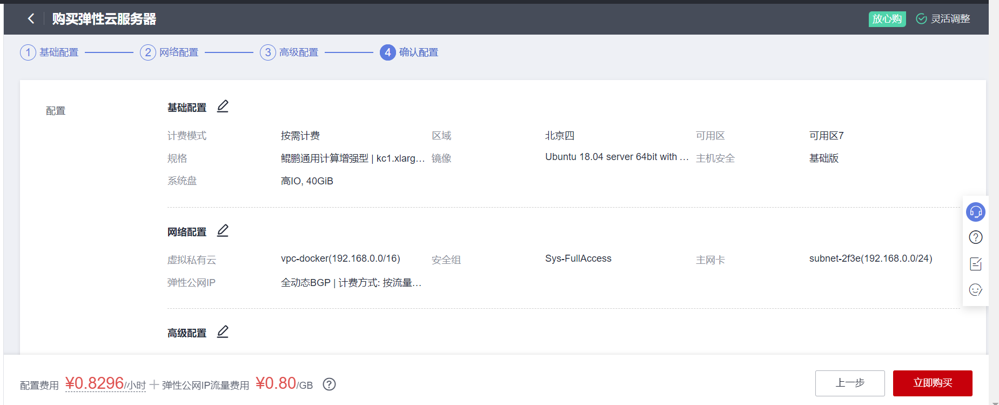 购买弹性云服务器
放心购 灵活调整
1 基础配置 2 网络配置 3 高级配置 4 确认配置
配置
基础配置
计费模式 按需计费 区域 北京四 可用区 可用区7
规格 鲲鹏通用计算增强型 | kc1.xlarg... 镜像 Ubuntu 18.04 server 64bit with ... 主机安全 基础版
系统盘 高IO, 40GiB
网络配置
虚拟私有云 vpc-docker(192.168.0.0/16) 安全组 Sys-FullAccess 主网卡 subnet-2f3e(192.168.0.0/24)
弹性公网IP 全动态BGP | 计费方式: 按流量...
高级配置
配置费用 ¥0.8296/小时 + 弹性公网IP流量费用 ¥0.80/GB ?
上一步 立即购买